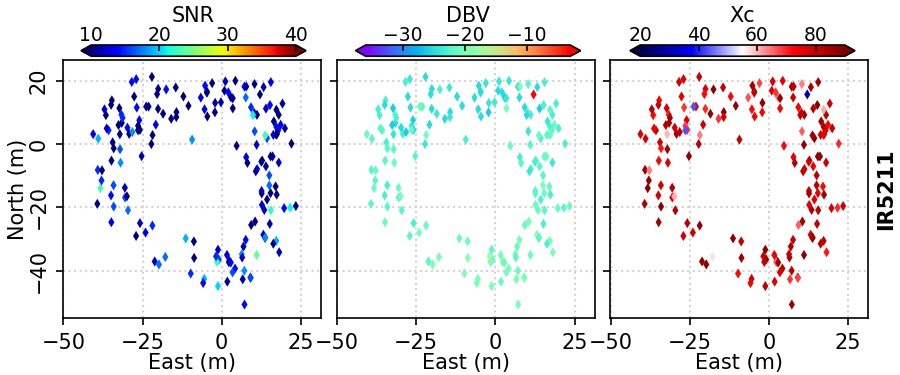 SNR DBV Xc
10 20 30 40 −30 −20 −10 20 40 60 80
20
0
−20
−40
North (m)
−50 −25 0 25 −50 −25 0 25 −50 −25 0 25
East (m) East (m) East (m)
IR5211